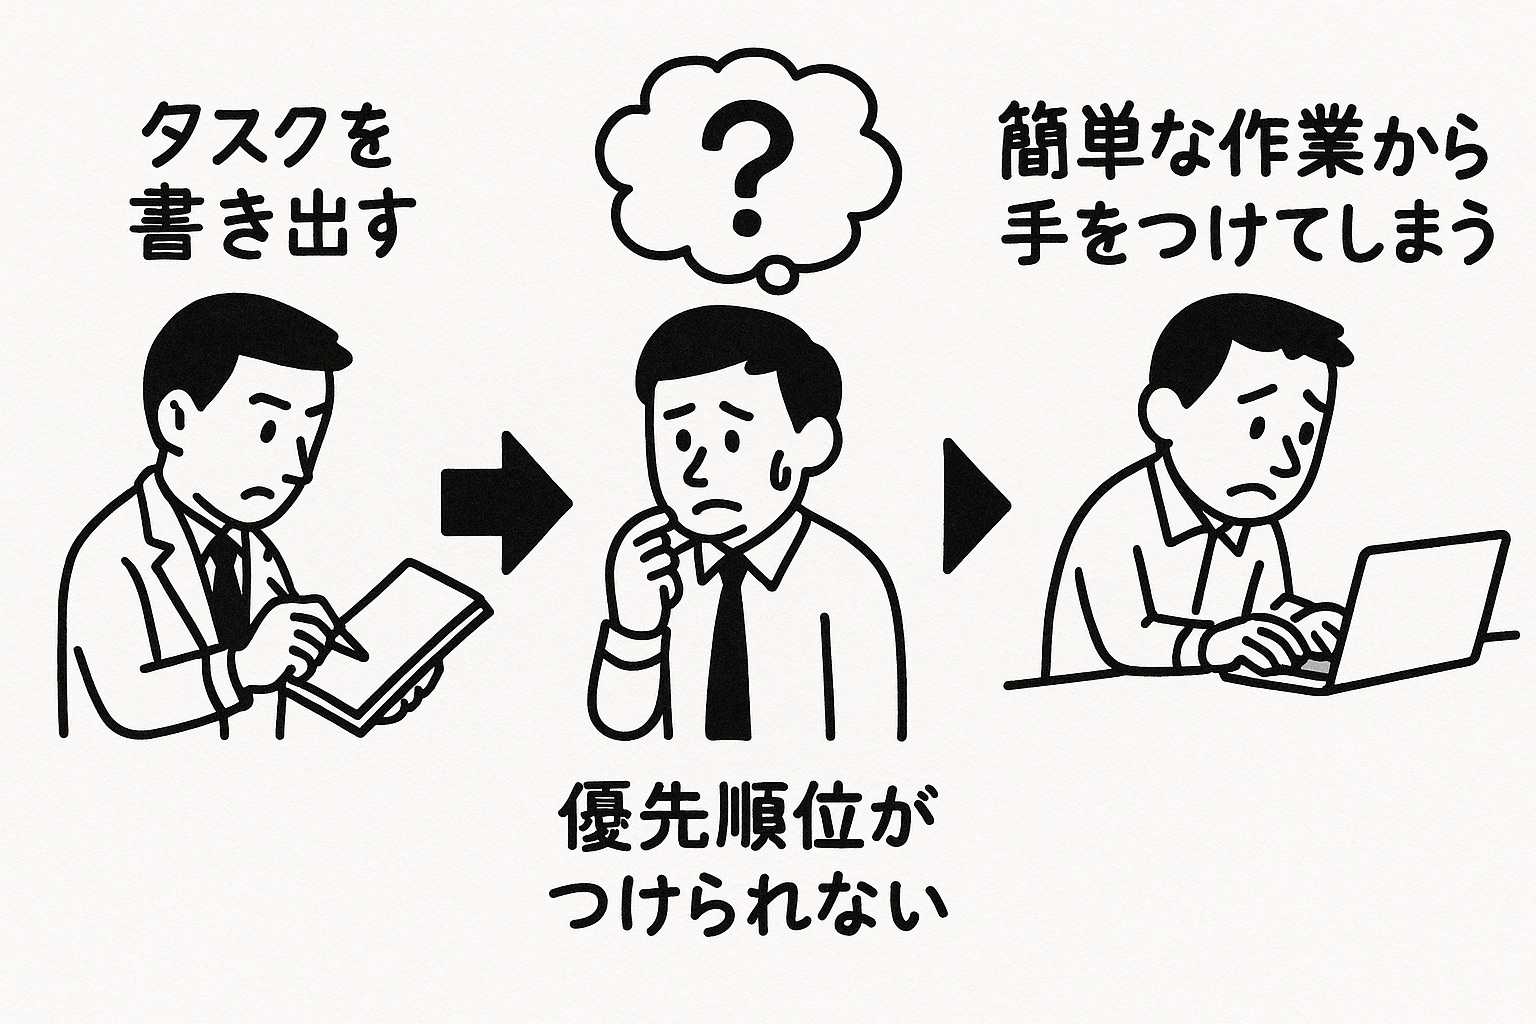 タスクを
書き出す
?
優先順位が
つけられない
簡単な作業から
手をつけてしまう